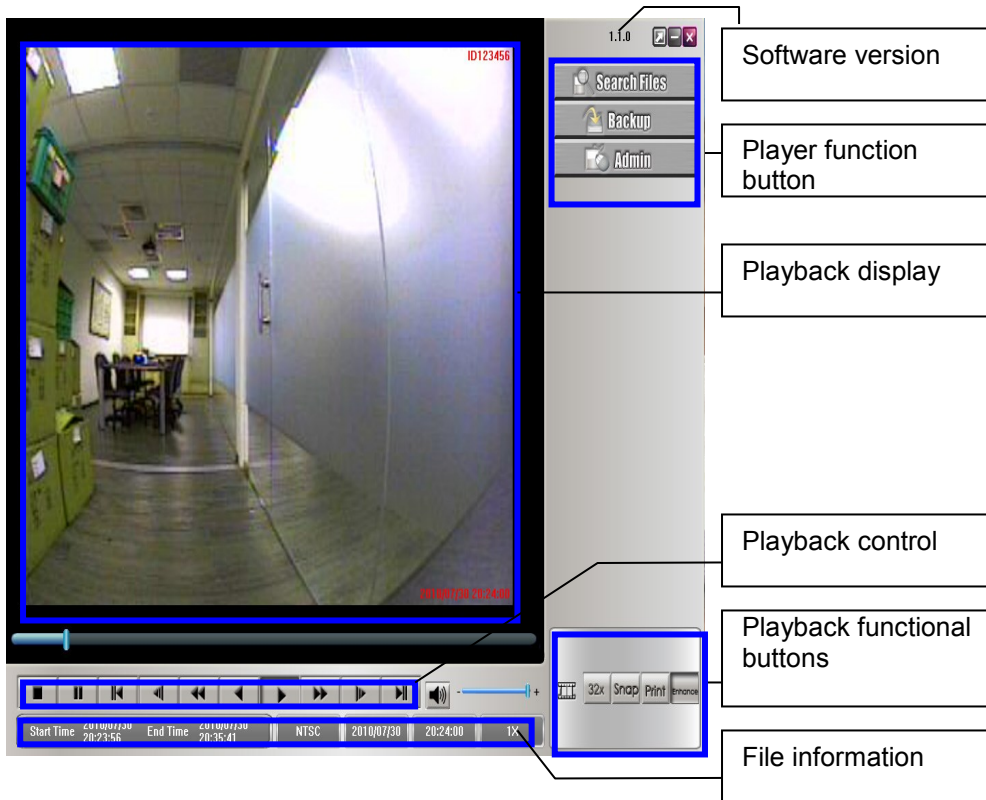 1.1.0
Software version
ID123456
Search Files
Backup
Admin
Player function
button
Playback display
2010/07/30 20:24:00
Playback control
Playback functional
buttons
32x Snap Print Enhance
- +
Start Time 2010/07/30 20:23:56 End Time 2010/07/30 20:35:41 NTSC 2010/07/30 20:24:00 1X
File information